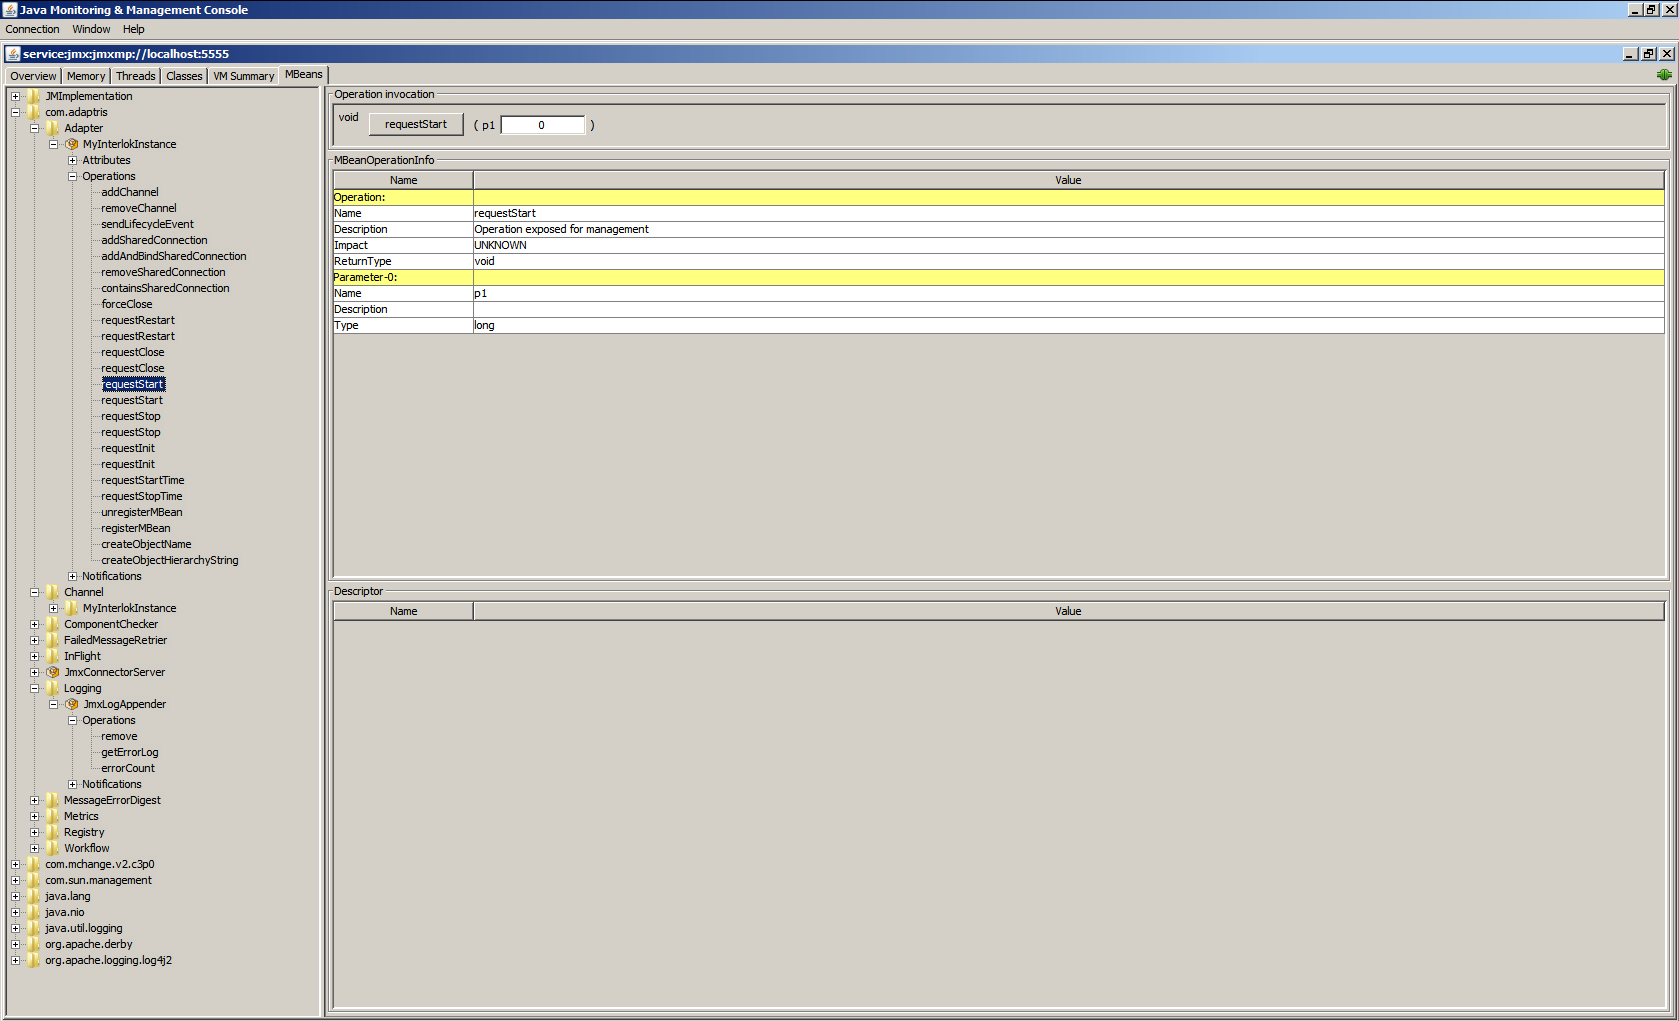 Java Monitoring & Management Console
Connection Window Help
service:jmx:jmxmp://localhost:5555
Overview Memory Threads Classes VM Summary MBeans
JMImplementation
com.adaptris
Adapter
MyInterlokInstance
Attributes
Operations
addChannel
removeChannel
sendLifecycleEvent
addSharedConnection
addAndBindSharedConnection
removeSharedConnection
containsSharedConnection
forceClose
requestRestart
requestRestart
requestClose
requestClose
requestStart
requestStart
requestStop
requestStop
requestInit
requestInit
requestStartTime
requestStopTime
unregisterMBean
registerMBean
createObjectName
createObjectHierarchyString
Notifications
Channel
MyInterlokInstance
ComponentChecker
FailedMessageRetrier
InFlight
JmxConnectorServer
Logging
JmxLogAppender
Operations
remove
getErrorLog
errorCount
Notifications
MessageErrorDigest
Metrics
Registry
Workflow
com.mchange.v2.c3p0
com.sun.management
java.lang
java.nio
java.util.logging
org.apache.derby
org.apache.logging.log4j2
Operation invocation
void requestStart ( p1 0 )
MBeanOperationInfo
Name Value
Operation:
Name requestStart
Description Operation exposed for management
Impact UNKNOWN
ReturnType void
Parameter-0:
Name p1
Description
Type long
Descriptor
Name Value